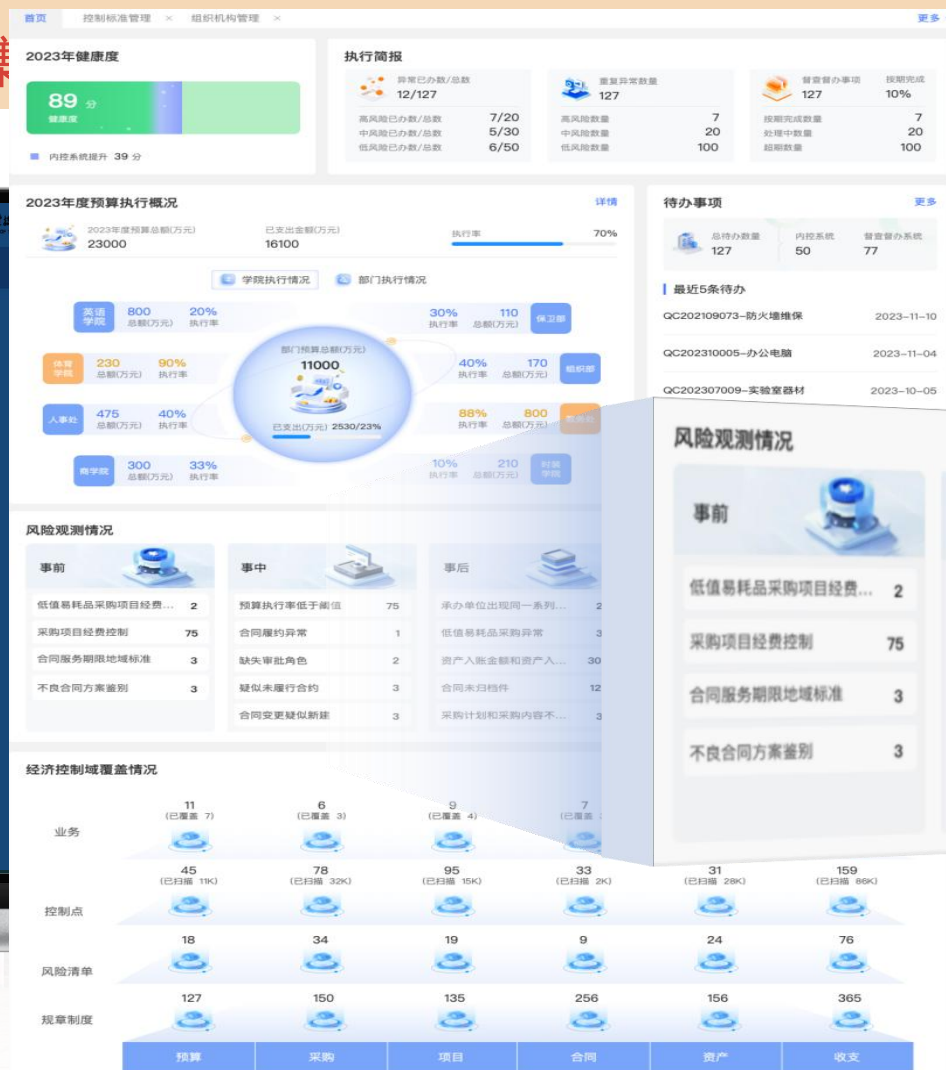 首页 控制标准管理 × 组织机构管理 × 更多
2023年健康度
89 分
健康度
内控系统提升 39 分
执行简报
异常已办数/总数
12/127
高风险已办数/总数 7/20
中风险已办数/总数 5/30
低风险已办数/总数 6/50
重复异常数量
127
高风险数量 7
中风险数量 20
低风险数量 100
督查督办事项 按期完成
127 10%
按期完成数量 7
处理中数量 20
超期数量 100
2023年度预算执行概况 详情
2023年度预算总额(万元) 已支出金额(万元) 执行率 70%
23000 16100
学院执行情况 部门执行情况
英语学院 800 20%
总额(万元) 执行率
体育学院 230 90%
总额(万元) 执行率
人事处 475 40%
总额(万元) 执行率
商学院 300 33%
总额(万元) 执行率
部门预算总额(万元)
11000
已支出(万元) 2530/23%
30% 110 保卫部
执行率 总额(万元)
40% 170 组织部
执行率 总额(万元)
88% 800
执行率 总额(万元)
10% 210
执行率 总额(万元)
待办事项 更多
总待办数量 内控系统 督查督办系统
127 50 77
最近5条待办
QC202109073-防火墙维保 2023-11-10
QC202310005-办公电脑 2023-11-04
QC202307009-实验室器材 2023-10-05
风险观测情况
事前
低值易耗品采购项目经费... 2
采购项目经费控制 75
合同服务期限地域标准 3
不良合同方案鉴别 3
事中
预算执行率低于阈值 75
合同履约异常 1
缺失审批角色 2
疑似未履行合约 3
合同变更疑似新建 3
事后
承办单位出现同一系列... 2
低值易耗品采购异常 3
资产入账金额和资产入... 30
合同未归档件 12
采购计划和采购内容不... 3
风险观测情况
事前
低值易耗品采购项目经费... 2
采购项目经费控制 75
合同服务期限地域标准 3
不良合同方案鉴别 3
经济控制域覆盖情况
业务
11 6 9 7
(已覆盖 7) (已覆盖 3) (已覆盖 4) (已覆盖
控制点
45 78 95 33 31 159
(已扫描 11K) (已扫描 32K) (已扫描 15K) (已扫描 2K) (已扫描 28K) (已扫描 86K)
风险清单
18 34 19 9 24 76
规章制度
127 150 135 256 156 365
预算 采购 项目 合同 资产 收支